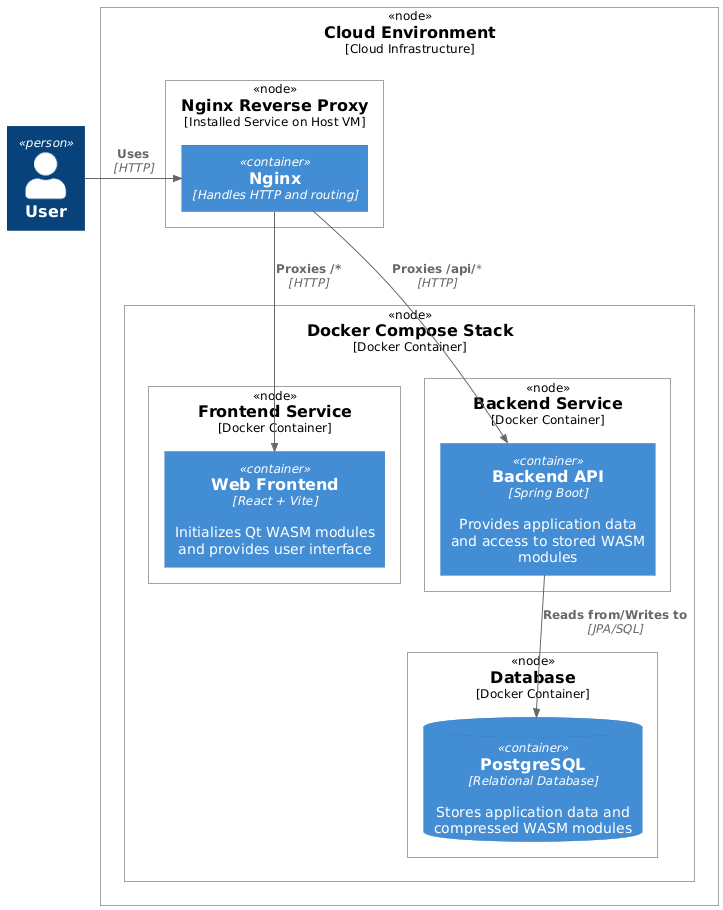 «node»
Cloud Environment
[Cloud Infrastructure]
«node»
Nginx Reverse Proxy
[Installed Service on Host VM]
«container»
Nginx
[Handles HTTP and routing]
«person»
User
Uses
[HTTP]
Proxies /*
[HTTP]
Proxies /api/*
[HTTP]
«node»
Docker Compose Stack
[Docker Container]
«node»
Frontend Service
[Docker Container]
«container»
Web Frontend
[React + Vite]
Initializes Qt WASM modules
and provides user interface
«node»
Backend Service
[Docker Container]
«container»
Backend API
[Spring Boot]
Provides application data
and access to stored WASM
modules
Reads from/Writes to
[JPA/SQL]
«node»
Database
[Docker Container]
«container»
PostgreSQL
[Relational Database]
Stores application data and
compressed WASM modules